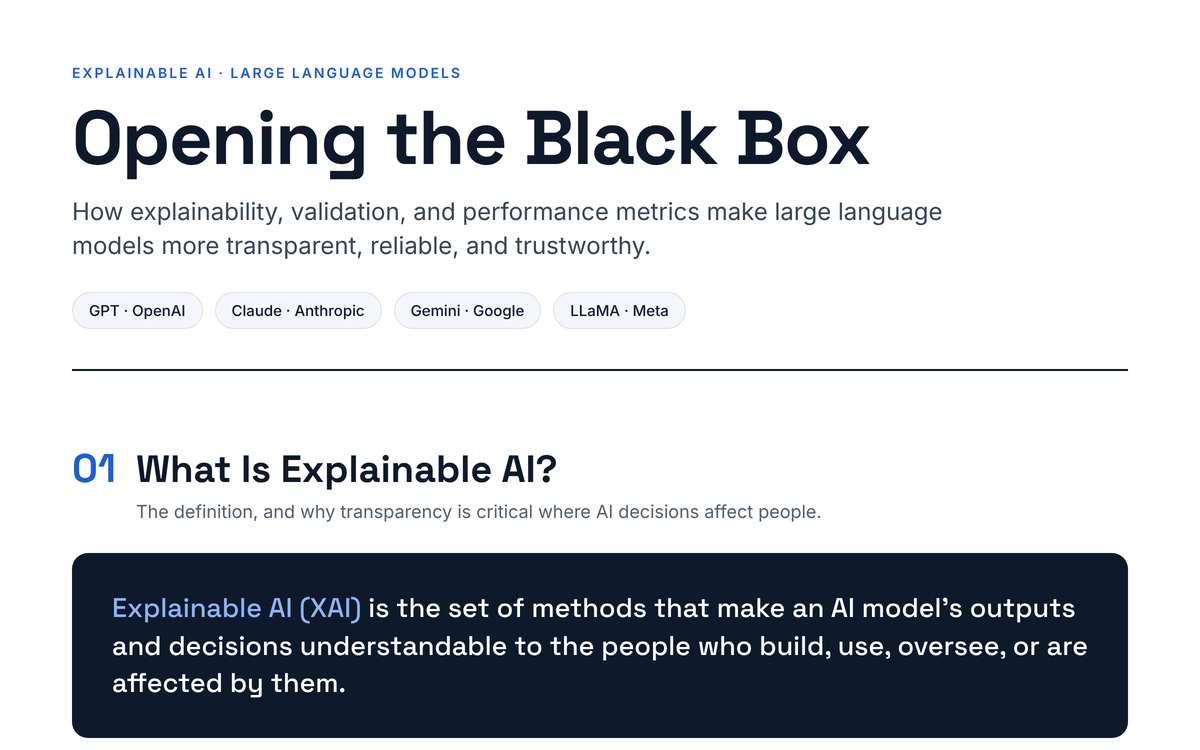 EXPLAINABLE AI · LARGE LANGUAGE MODELS
Opening the Black Box
How explainability, validation, and performance metrics make large language
models more transparent, reliable, and trustworthy.
GPT · OpenAI
Claude · Anthropic
Gemini · Google
LLaMA · Meta
01 What Is Explainable AI?
The definition, and why transparency is critical where AI decisions affect people.
Explainable AI (XAI) is the set of methods that make an AI model’s outputs
and decisions understandable to the people who build, use, oversee, or are
affected by them.